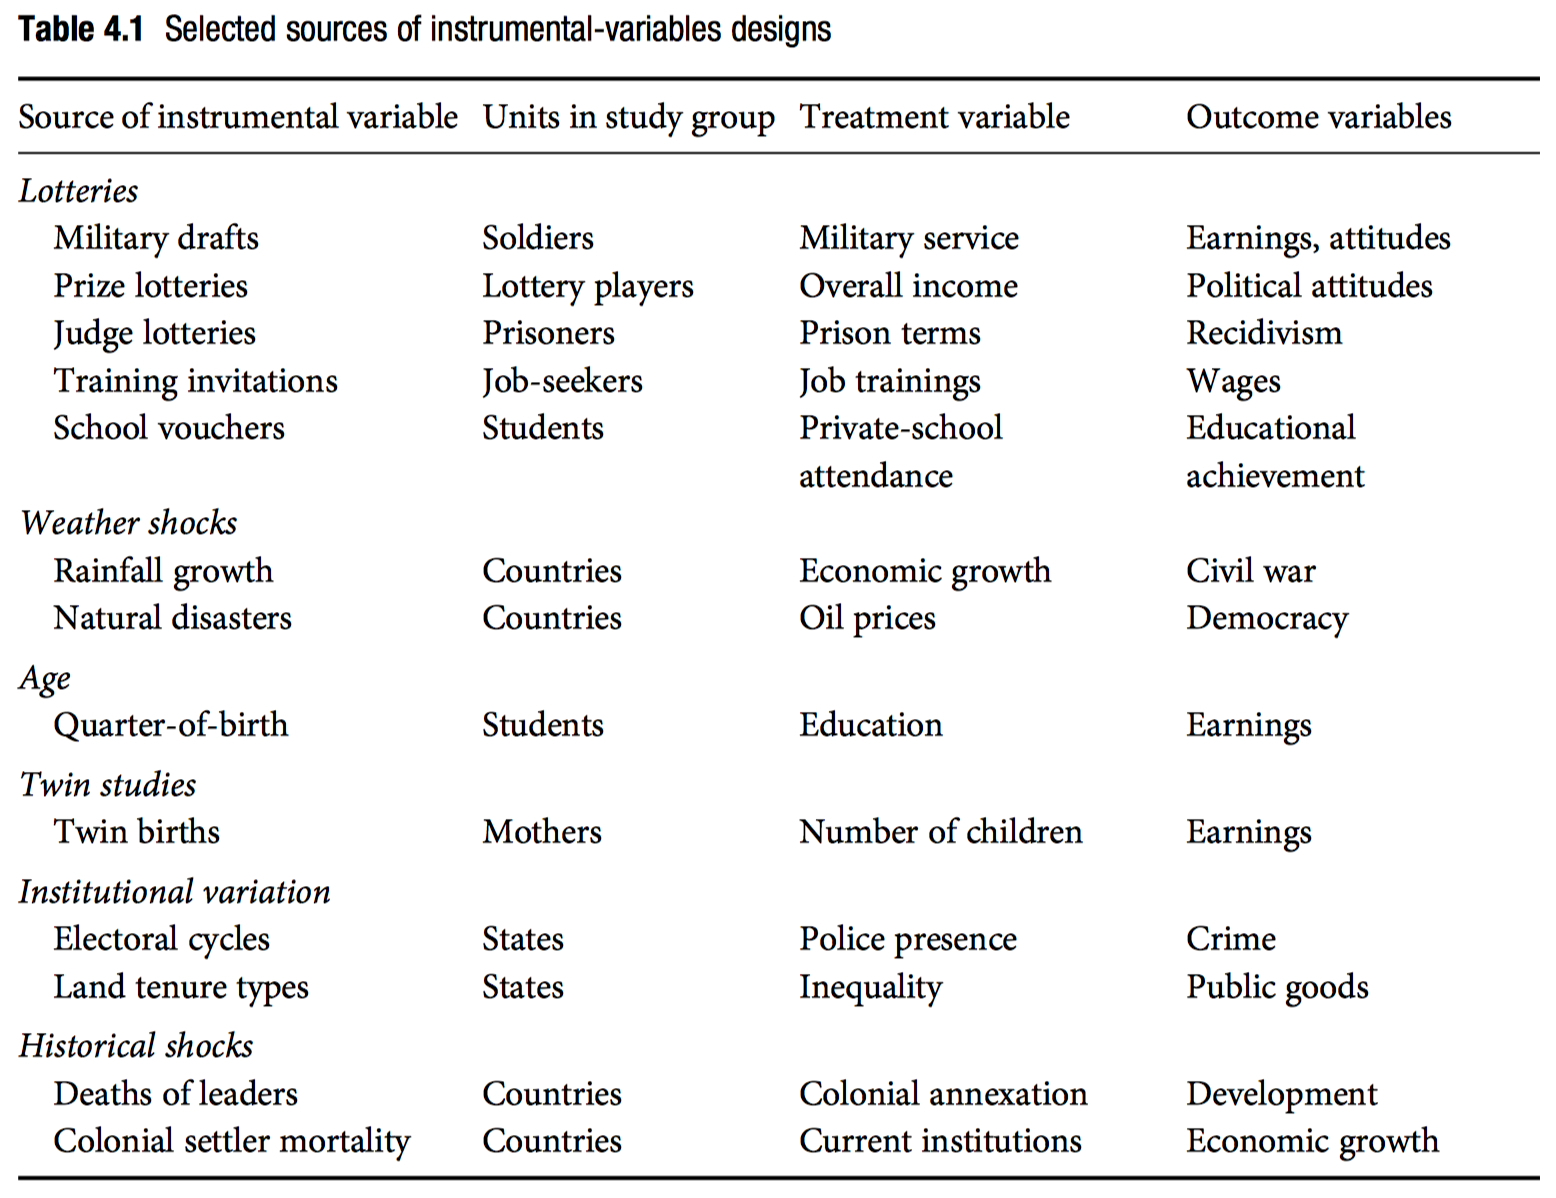 Table 4.1 Selected sources of instrumental-variables designs
Source of instrumental variable Units in study group Treatment variable Outcome variables
Lotteries
Military drafts Soldiers Military service Earnings, attitudes
Prize lotteries Lottery players Overall income Political attitudes
Judge lotteries Prisoners Prison terms Recidivism
Training invitations Job-seekers Job trainings Wages
School vouchers Students Private-school Educational
attendance achievement
Weather shocks
Rainfall growth Countries Economic growth Civil war
Natural disasters Countries Oil prices Democracy
Age
Quarter-of-birth Students Education Earnings
Twin studies
Twin births Mothers Number of children Earnings
Institutional variation
Electoral cycles States Police presence Crime
Land tenure types States Inequality Public goods
Historical shocks
Deaths of leaders Countries Colonial annexation Development
Colonial settler mortality Countries Current institutions Economic growth